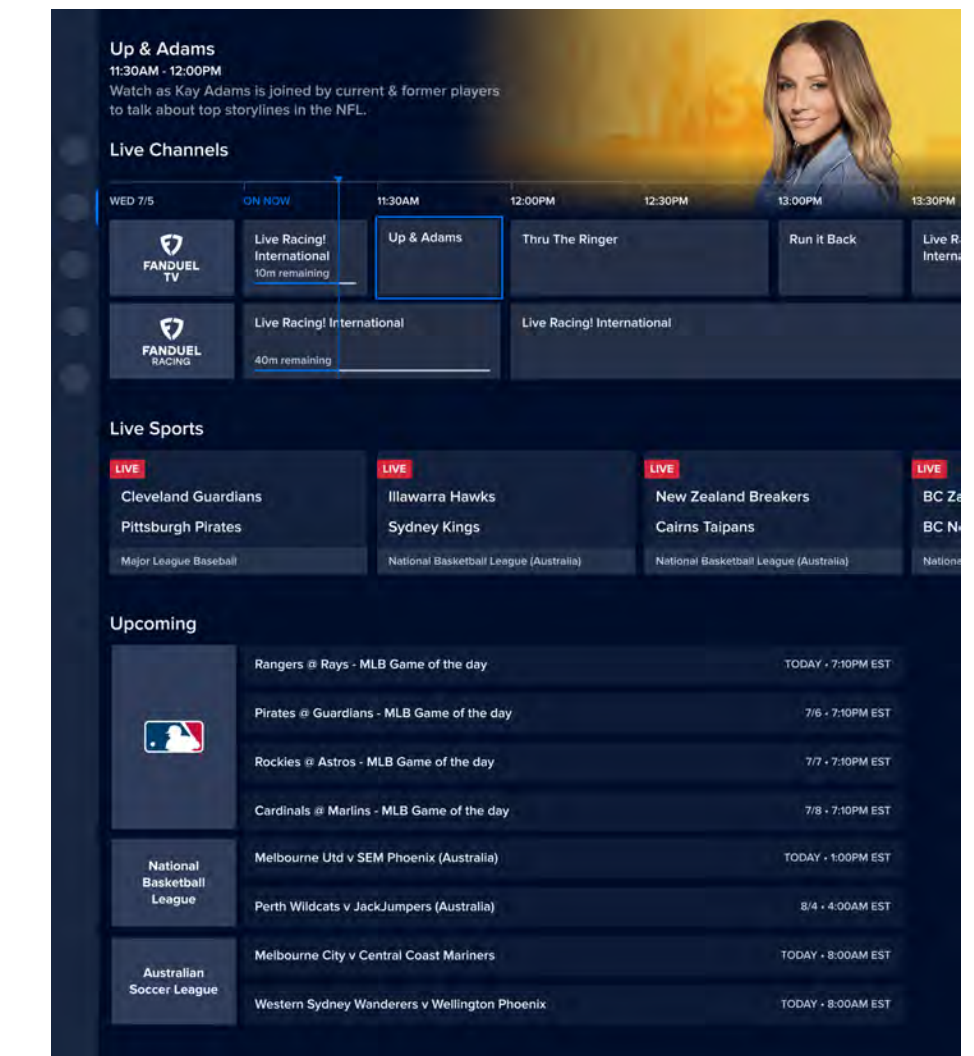 Up & Adams
11:30AM - 12:00PM
Watch as Kay Adams is joined by current & former players
to talk about top storylines in the NFL.
Live Channels
WED 7/5
ON NOW
11:30AM
12:00PM
12:30PM
13:00PM
13:30PM
FANDUEL
TV
Live Racing!
International
10m remaining
Up & Adams
Thru The Ringer
Run it Back
Live R
Interna
FANDUEL
RACING
Live Racing! International
40m remaining
Live Racing! International
Live Sports
LIVE
Cleveland Guardians
Pittsburgh Pirates
Major League Baseball
LIVE
Illawarra Hawks
Sydney Kings
National Basketball League (Australia)
LIVE
New Zealand Breakers
Cairns Taipans
National Basketball League (Australia)
LIVE
BC Za
BC N
Nationa
Upcoming
Rangers @ Rays - MLB Game of the day
TODAY • 7:10PM EST
Pirates @ Guardians - MLB Game of the day
7/6 • 7:10PM EST
Rockies @ Astros - MLB Game of the day
7/7 • 7:10PM EST
Cardinals @ Marlins - MLB Game of the day
7/8 • 7:10PM EST
National
Basketball
League
Melbourne Utd v SEM Phoenix (Australia)
TODAY • 1:00PM EST
Perth Wildcats v JackJumpers (Australia)
8/4 • 4:00AM EST
Australian
Soccer League
Melbourne City v Central Coast Mariners
TODAY • 8:00AM EST
Western Sydney Wanderers v Wellington Phoenix
TODAY • 8:00AM EST